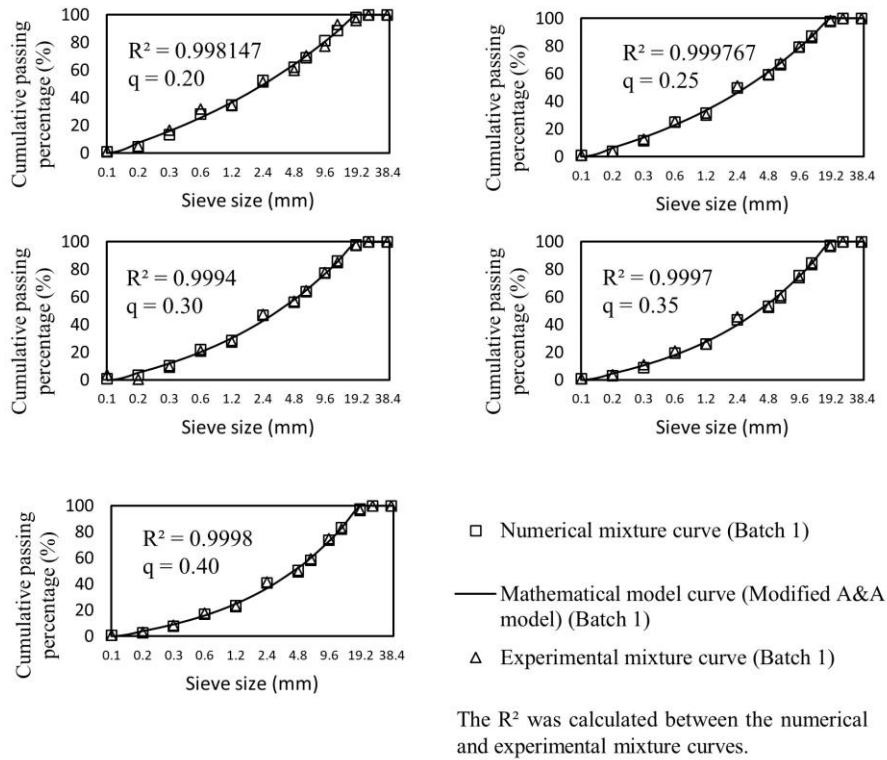 Cumulative passing
percentage (%)
100
80
60
40
20
0
R² = 0.998147
q = 0.20
0.1 0.2 0.3 0.6 1.2 2.4 4.8 9.6 19.2 38.4
Sieve size (mm)
Cumulative passing
percentage (%)
100
80
60
40
20
0
R² = 0.999767
q = 0.25
0.1 0.2 0.3 0.6 1.2 2.4 4.8 9.6 19.2 38.4
Sieve size (mm)
Cumulative passing
percentage (%)
100
80
60
40
20
0
R² = 0.9994
q = 0.30
0.1 0.2 0.3 0.6 1.2 2.4 4.8 9.6 19.2 38.4
Sieve size (mm)
Cumulative passing
percentage (%)
100
80
60
40
20
0
R² = 0.9997
q = 0.35
0.1 0.2 0.3 0.6 1.2 2.4 4.8 9.6 19.2 38.4
Sieve size (mm)
Cumulative passing
percentage (%)
100
80
60
40
20
0
R² = 0.9998
q = 0.40
0.1 0.2 0.3 0.6 1.2 2.4 4.8 9.6 19.2 38.4
Sieve size (mm)
Numerical mixture curve (Batch 1)
Mathematical model curve (Modified A&A
model) (Batch 1)
Experimental mixture curve (Batch 1)
The R² was calculated between the numerical
and experimental mixture curves.